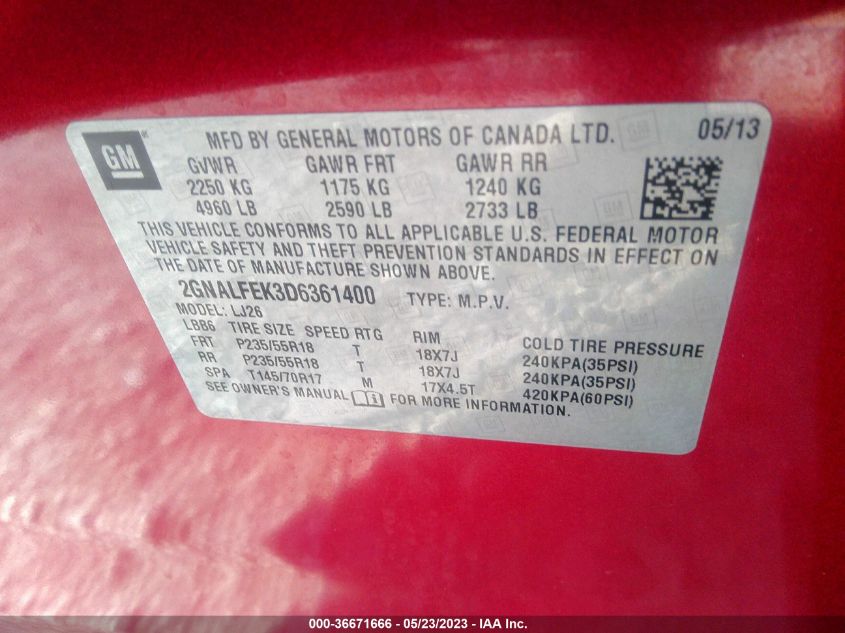 GM
MFD BY GENERAL MOTORS OF CANADA LTD. 05/13
GVWR GAWR FRT GAWR RR
2250 KG 1175 KG 1240 KG
4960 LB 2590 LB 2733 LB
THIS VEHICLE CONFORMS TO ALL APPLICABLE U.S. FEDERAL MOTOR
VEHICLE SAFETY AND THEFT PREVENTION STANDARDS IN EFFECT ON
THE DATE OF MANUFACTURE SHOWN ABOVE.
2GNALFEK3D6361400 TYPE: M.P.V.
MODEL: LJ26
LBB6 TIRE SIZE SPEED RTG RIM COLD TIRE PRESSURE
FRT P235/55R18 T 18X7J 240KPA(35PSI)
RR P235/55R18 T 18X7J 240KPA(35PSI)
SPA T145/70R17 M 17X4.5T 420KPA(60PSI)
SEE OWNER'S MANUAL FOR MORE INFORMATION.
000-36671666 - 05/23/2023 - IAA Inc.